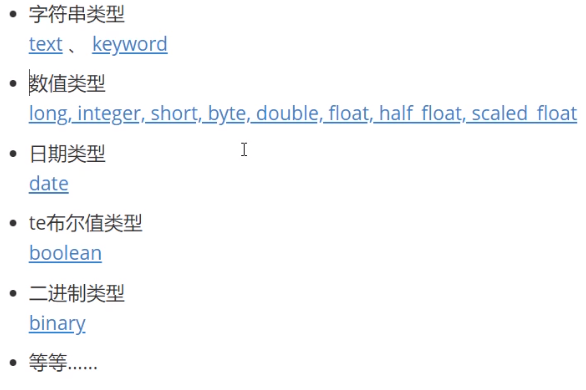 字符串类型
text 、 keyword
数值类型
long, integer, short, byte, double, float, half_float, scaled_float
日期类型
date
te布尔值类型
boolean
二进制类型
binary
等等……